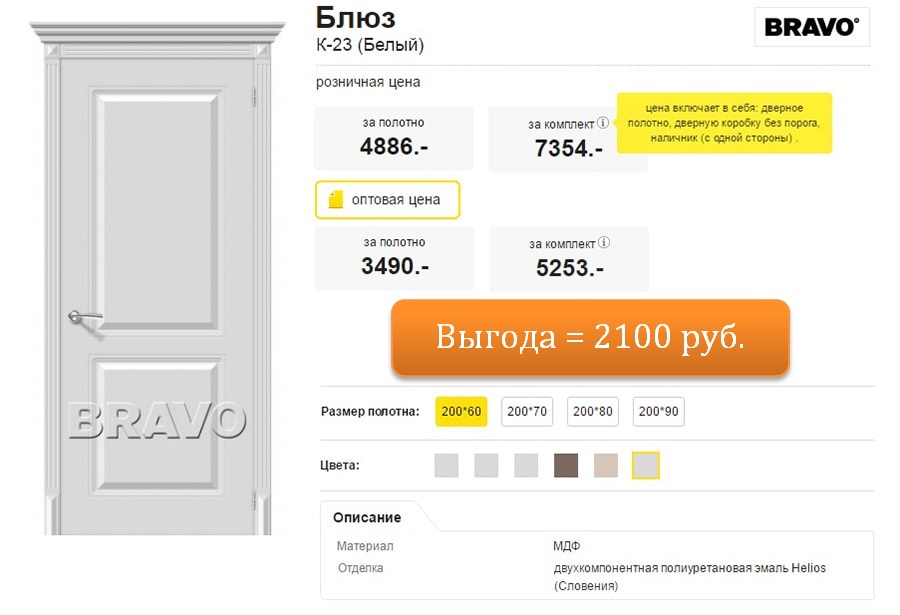 Блюз
К-23 (Белый)
BRAVO
розничная цена
за полотно
4886.-
за комплект
7354.-
цена включает в себя: дверное
полотно, дверную коробку без порога,
наличник (с одной стороны) .
оптовая цена
за полотно
3490.-
за комплект
5253.-
Выгода = 2100 руб.
BRAVO
Размер полотна: 200*60 200*70 200*80 200*90
Цвета:
Описание
Материал МДФ
Отделка двухкомпонентная полиуретановая эмаль Helios
(Словения)